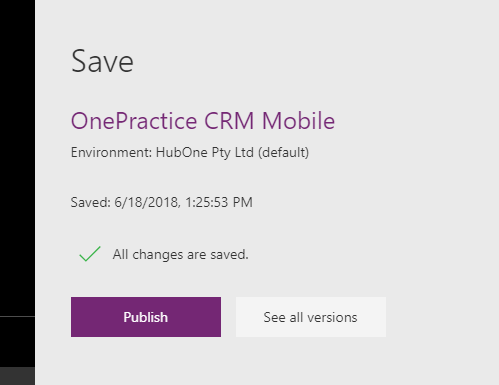 Save
OnePractice CRM Mobile
Environment: HubOne Pty Ltd (default)
Saved: 6/18/2018, 1:25:53 PM
All changes are saved.
Publish
See all versions